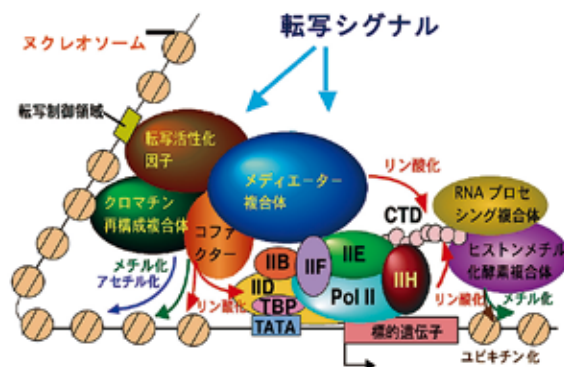 転写シグナル
ヌクレオソーム
転写制御領域
転写活性化
因子
メディエーター
複合体
リン酸化
RNA プロセ
シング複合体
クロマチン
再構成複合体
コファ
クター
CTD
ヒストンメチル
化酵素複合体
IIB
IIF
IIE
IIH
メチル化
アセチル化
IID
リン酸化
TBP
Pol II
リン酸化
メチル化
TATA
標的遺伝子
ユビキチン化